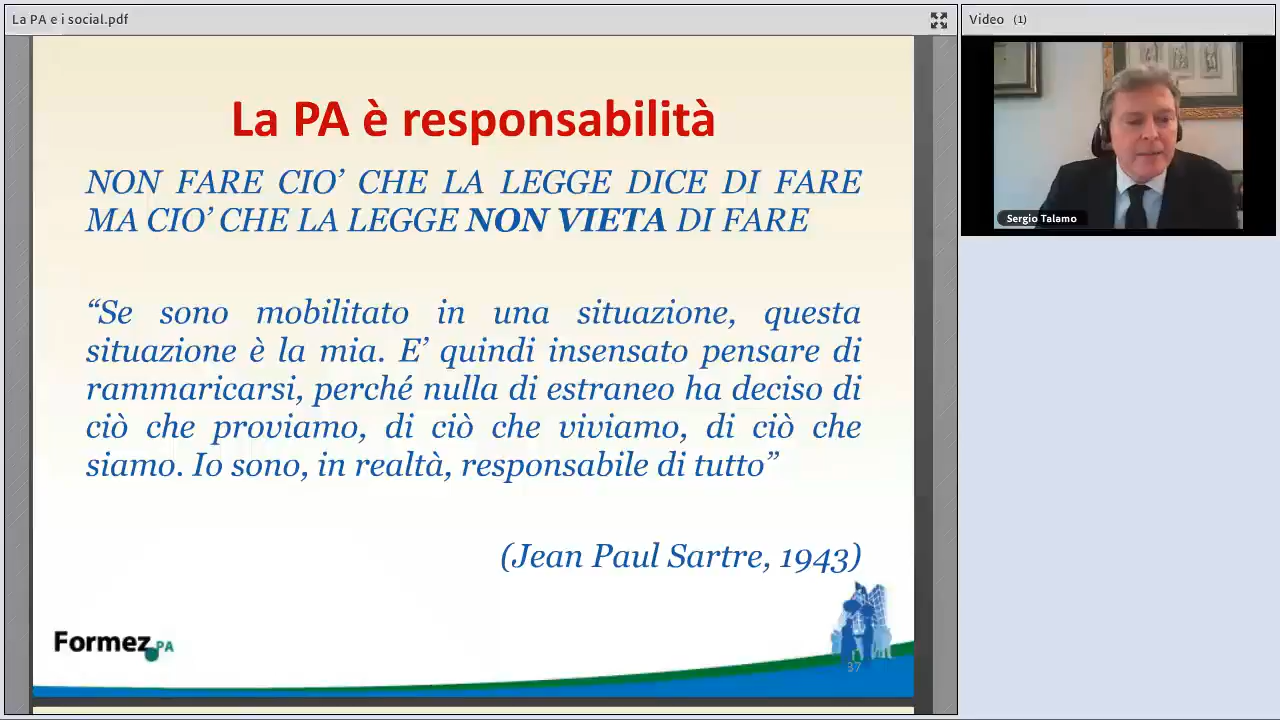 La PA e i social.pdf
Video (1)
La PA è responsabilità
NON FARE CIO’ CHE LA LEGGE DICE DI FARE
MA CIO’ CHE LA LEGGE NON VIETA DI FARE
“Se sono mobilitato in una situazione, questa
situazione è la mia. E’ quindi insensato pensare di
rammaricarsi, perché nulla di estraneo ha deciso di
ciò che proviamo, di ciò che viviamo, di ciò che
siamo. Io sono, in realtà, responsabile di tutto”
(Jean Paul Sartre, 1943)
Formez PA
37
Sergio Talamo